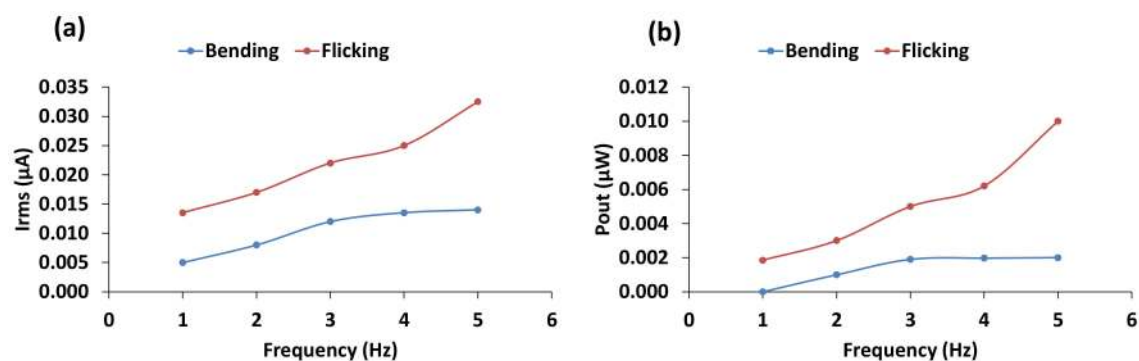 (a)
Bending Flicking
0.035
0.030
0.025
0.020
0.015
0.010
0.005
0.000
Irms (µA)
0 1 2 3 4 5 6
Frequency (Hz)
(b)
Bending Flicking
0.012
0.010
0.008
0.006
0.004
0.002
0.000
Pout (µW)
0 1 2 3 4 5 6
Frequency (Hz)